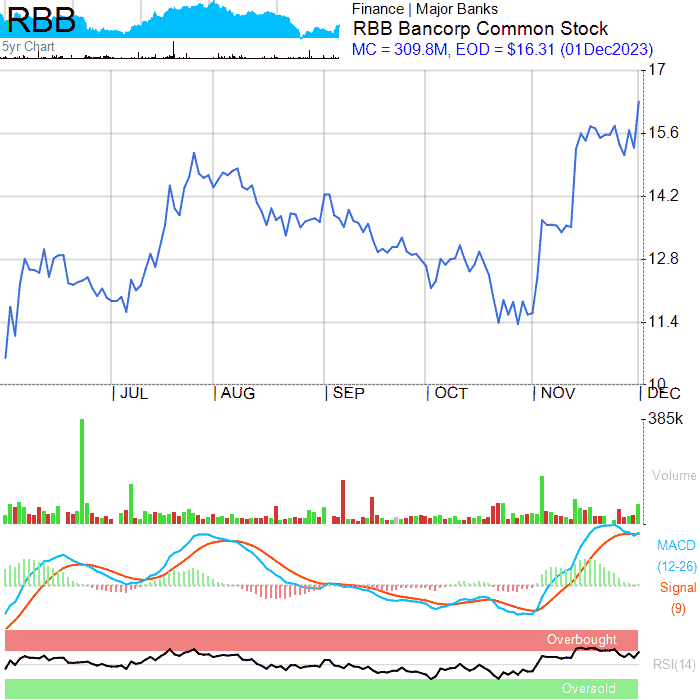 RBB
5yr Chart
Finance | Major Banks
RBB Bancorp Common Stock
MC = 309.8M, EOD = $16.31 (01Dec2023)
17
15.6
14.2
12.8
11.4
10
JUL
AUG
SEP
OCT
NOV
DEC
385k
Volume
MACD
(12-26)
Signal
(9)
Overbought
RSI(14)
Oversold